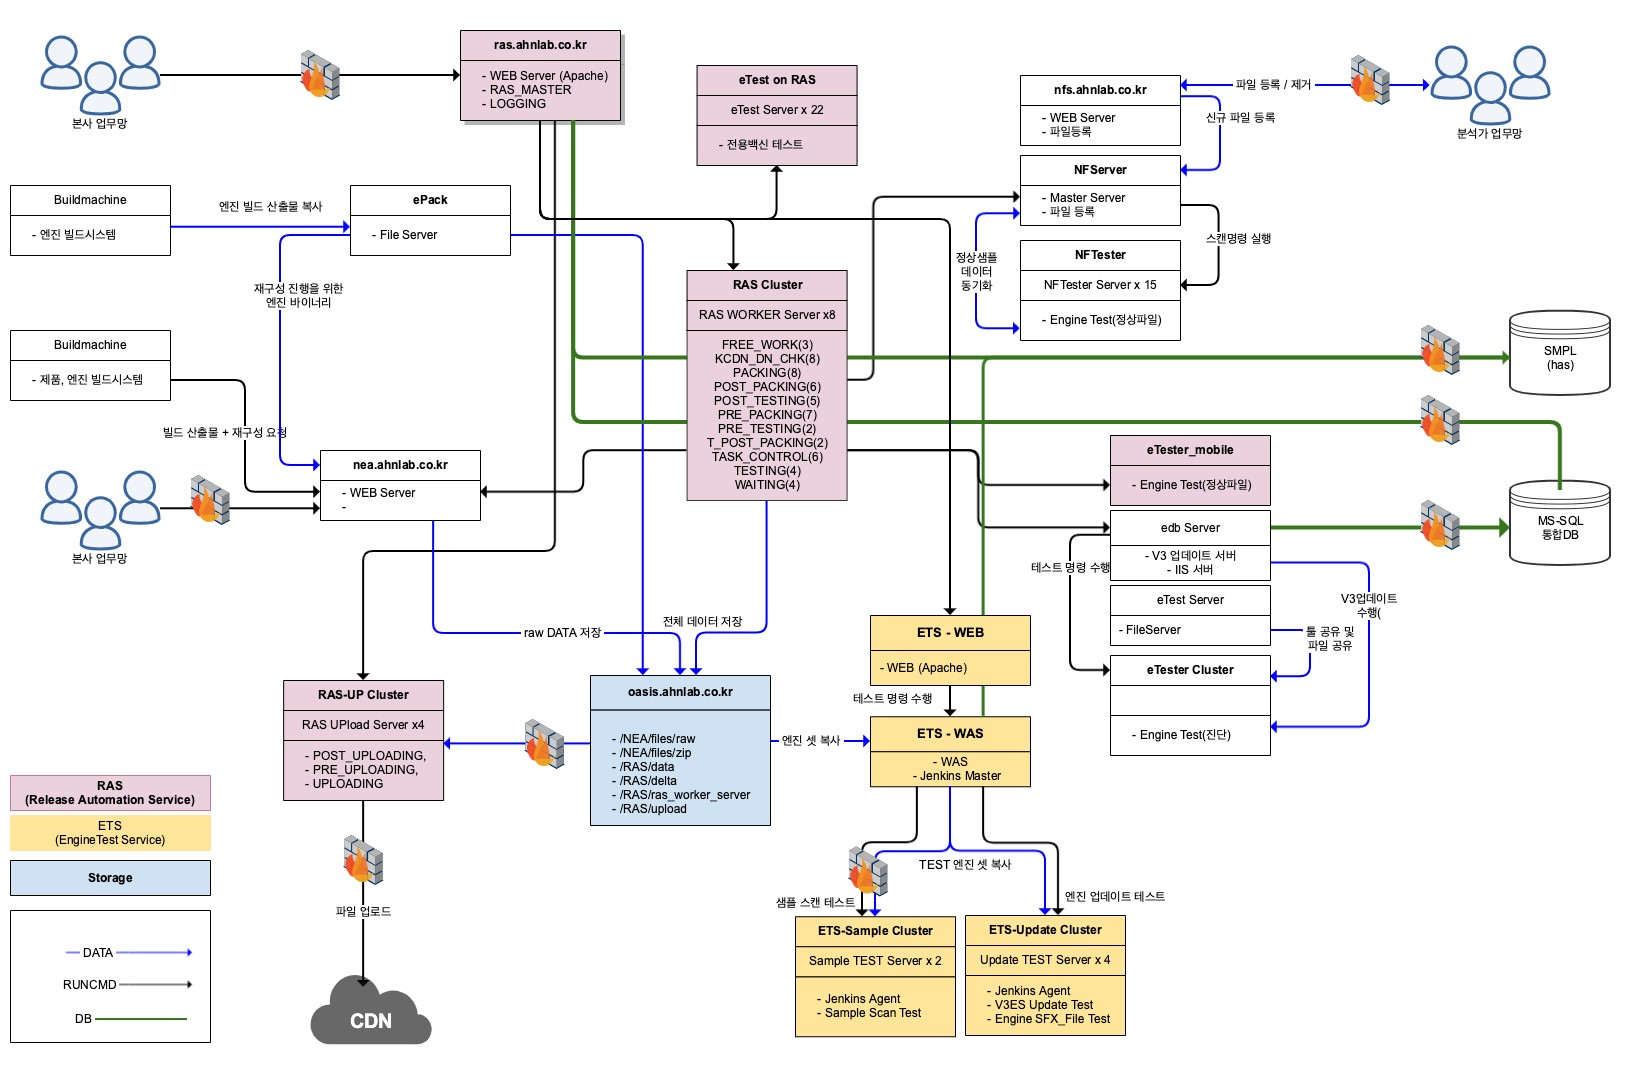 본사 업무망
ras.ahnlab.co.kr
- WEB Server (Apache)
- RAS_MASTER
- LOGGING
eTest on RAS
eTest Server x 22
- 전용백신 테스트
nfs.ahnlab.co.kr
- WEB Server
- 파일등록
파일 등록 / 제거
신규 파일 등록
분석가 업무망
NFServer
- Master Server
- 파일 등록
스캔명령 실행
정상샘플
데이터
동기화
NFTester
NFTester Server x 15
- Engine Test(정상파일)
Buildmachine
- 엔진 빌드시스템
엔진 빌드 산출물 복사
ePack
- File Server
재구성 진행을 위한
엔진 바이너리
RAS Cluster
RAS WORKER Server x8
FREE_WORK(3)
KCDN_DN_CHK(8)
PACKING(8)
POST_PACKING(6)
POST_TESTING(5)
PRE_PACKING(7)
PRE_TESTING(2)
T_POST_PACKING(2)
TASK_CONTROL(6)
TESTING(4)
WAITING(4)
SMPL
(has)
Buildmachine
- 제품, 엔진 빌드시스템
빌드 산출물 + 재구성 요청
nea.ahnlab.co.kr
- WEB Server
-
본사 업무망
eTester_mobile
- Engine Test(정상파일)
edb Server
- V3 업데이트 서버
- IIS 서버
MS-SQL
통합DB
테스트 명령 수행
eTest Server
- FileServer
V3업데이트
수행(
툴 공유 및
파일 공유
eTester Cluster
- Engine Test(진단)
raw DATA 저장
전체 데이터 저장
ETS - WEB
- WEB (Apache)
테스트 명령 수행
RAS-UP Cluster
RAS UPload Server x4
- POST_UPLOADING,
- PRE_UPLOADING,
- UPLOADING
oasis.ahnlab.co.kr
- /NEA/files/raw
- /NEA/files/zip
- /RAS/data
- /RAS/delta
- /RAS/ras_worker_server
- /RAS/upload
엔진 셋 복사
ETS - WAS
- WAS
- Jenkins Master
RAS
(Release Automation Service)
ETS
(EngineTest Service)
Storage
DATA
RUNCMD
DB
파일 업로드
CDN
TEST 엔진 셋 복사
샘플 스캔 테스트
엔진 업데이트 테스트
ETS-Sample Cluster
Sample TEST Server x 2
- Jenkins Agent
- Sample Scan Test
ETS-Update Cluster
Update TEST Server x 4
- Jenkins Agent
- V3ES Update Test
- Engine SFX_File Test